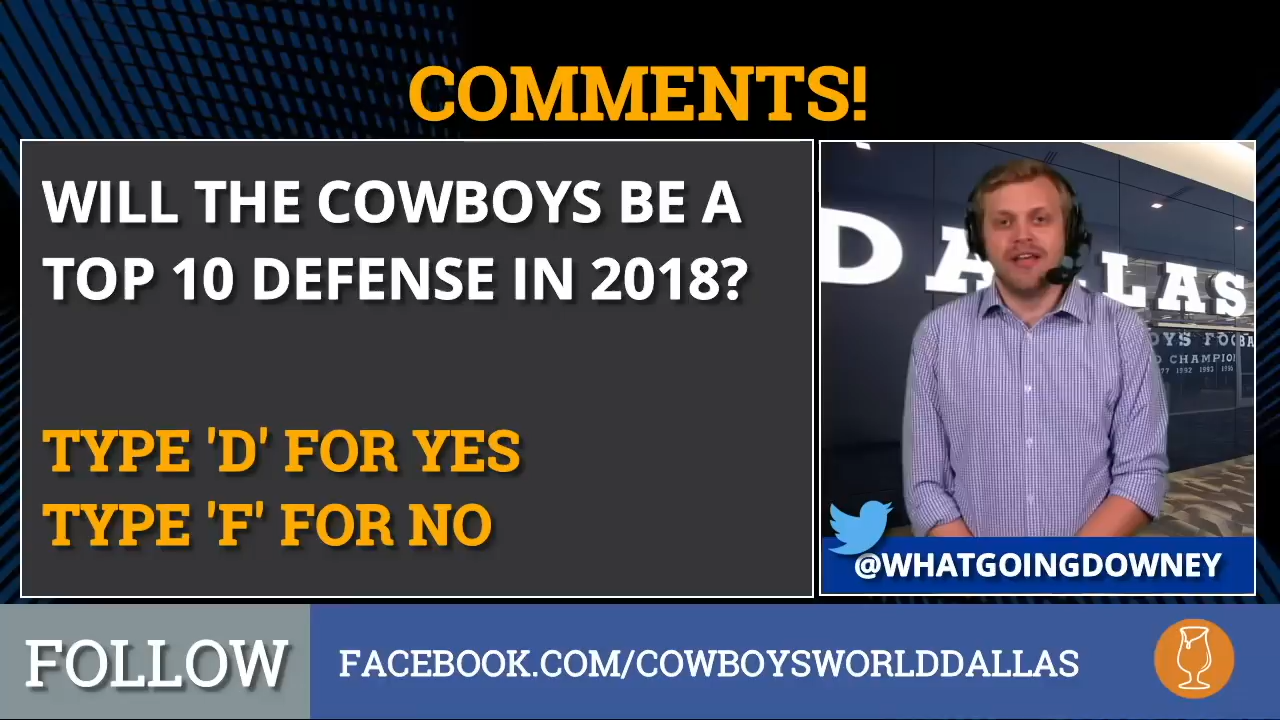 COMMENTS!
WILL THE COWBOYS BE A
TOP 10 DEFENSE IN 2018?
TYPE 'D' FOR YES
TYPE 'F' FOR NO
DALLAS
@WHATGOINGDOWNEY
FOLLOW
FACEBOOK.COM/COWBOYSWORLDDALLAS